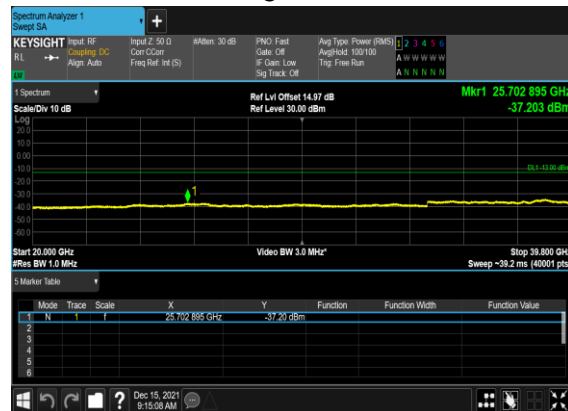 Spectrum Analyzer 1
Swept SA
+
KEYSIGHT Input: RF Input Z: 50 Ω #Atten: 30 dB PNO: Fast Avg Type: Power (RMS) 1 2 3 4 5 6
RL Coupling: DC Corr CCorr Gate: Off Avg|Hold: 100/100 A W W W W W
Align: Auto Freq Ref: Int (S) IF Gain: Low Trig: Free Run
LW Sig Track: Off A N N N N N
1 Spectrum Ref Lvl Offset 14.97 dB Mkr1 25.702 895 GHz
Scale/Div 10 dB Ref Level 30.00 dBm -37.203 dBm
Log
20.0
10.0
0.00
-10.0
DL1 -13.00 dBm
-20.0
-30.0
1
-40.0
-50.0
-60.0
Start 20.000 GHz Video BW 3.0 MHz* Stop 39.800 GHz
#Res BW 1.0 MHz Sweep ~39.2 ms (40001 pts)
5 Marker Table
Mode Trace Scale X Y Function Function Width Function Value
1 N 1 f 25.702 895 GHz -37.20 dBm
2
3
4
5
6
? Dec 15, 2021
9:15:08 AM